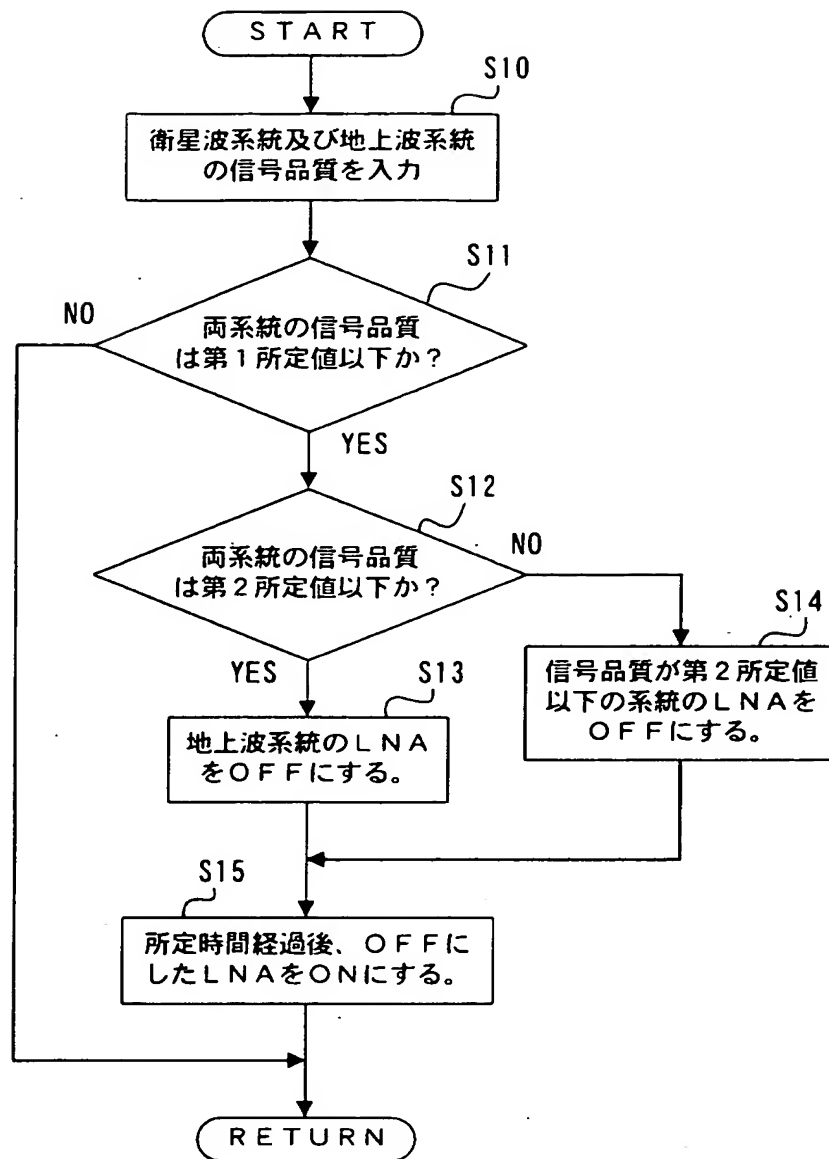 START
S10
衛星波系統及び地上波系統
の信号品質を入力
S11
NO
両系統の信号品質
は第1所定値以下か?
YES
S12
NO
両系統の信号品質
は第2所定値以下か?
YES
S13
地上波系統のLNA
をOFFにする。
S14
信号品質が第2所定値
以下の系統のLNAを
OFFにする。
S15
所定時間経過後、OFFに
したLNAをONにする。
RETURN